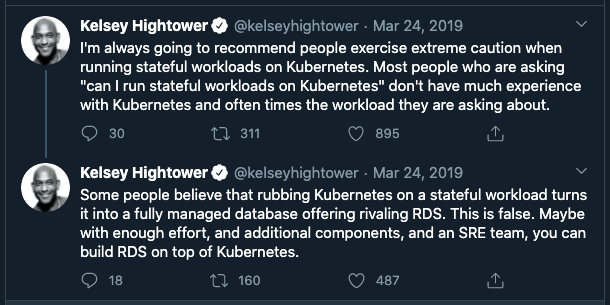 Kelsey Hightower @kelseyhightower · Mar 24, 2019
I'm always going to recommend people exercise extreme caution when
running stateful workloads on Kubernetes. Most people who are asking
"can I run stateful workloads on Kubernetes" don't have much experience
with Kubernetes and often times the workload they are asking about.
30 311 895
Kelsey Hightower @kelseyhightower · Mar 24, 2019
Some people believe that rubbing Kubernetes on a stateful workload turns
it into a fully managed database offering rivaling RDS. This is false. Maybe
with enough effort, and additional components, and an SRE team, you can
build RDS on top of Kubernetes.
18 160 487